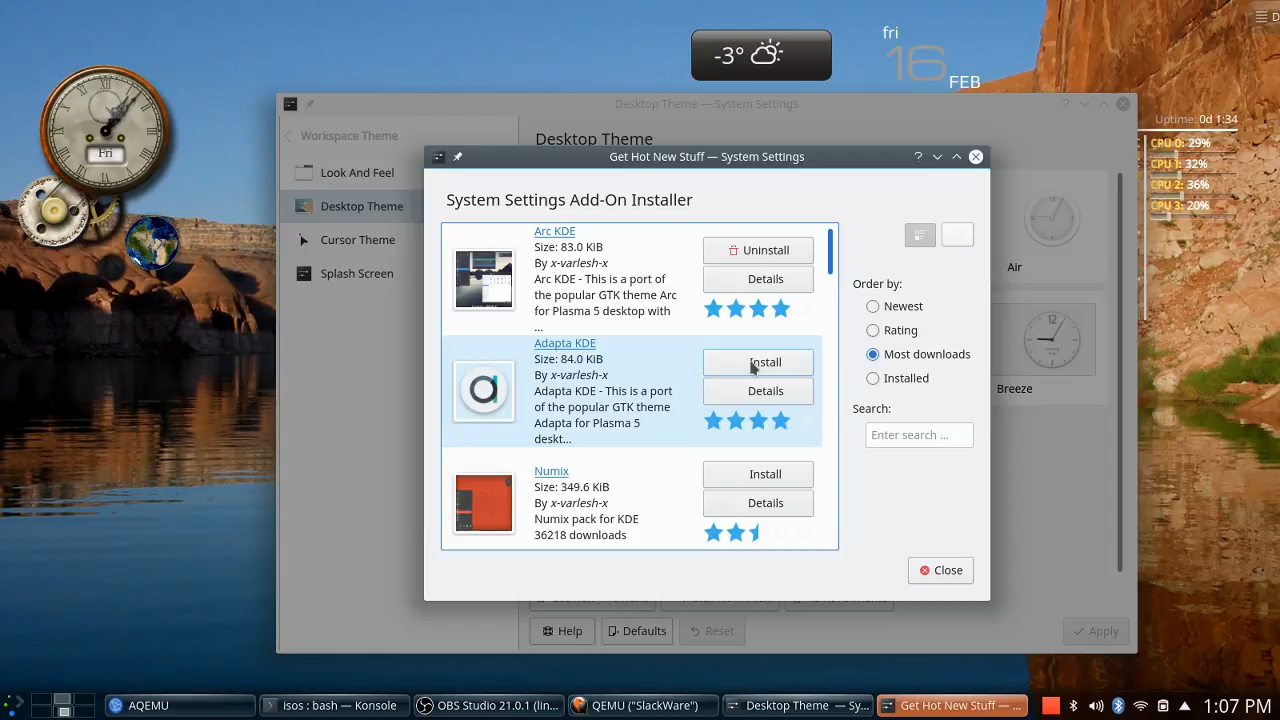 D
fri
16
FEB
-3°
Fri
Uptime: 0d 1:34
CPU 0: 29%
CPU 1: 32%
CPU 2: 36%
CPU 3: 20%
Desktop Theme — System Settings
Workspace Theme
Look And Feel
Desktop Theme
Cursor Theme
Splash Screen
Desktop Theme
Air
Breeze
Help
Defaults
Reset
Apply
Get Hot New Stuff — System Settings
?
System Settings Add-On Installer
Arc KDE
Size: 83.0 KiB
By x-varlesh-x
Arc KDE - This is a port
of the popular GTK theme Arc
for Plasma 5 desktop with
...
Uninstall
Details
Adapta KDE
Size: 84.0 KiB
By x-varlesh-x
Adapta KDE - This is a port
of the popular GTK theme
Adapta for Plasma 5
deskt...
Install
Details
Numix
Size: 349.6 KiB
By x-varlesh-x
Numix pack for KDE
36218 downloads
Install
Details
Order by:
Newest
Rating
Most downloads
Installed
Search:
Enter search ...
Close
AQEMU
isos : bash — Konsole
OBS Studio 21.0.1 (lin...
QEMU ("SlackWare")
Desktop Theme — Sy...
Get Hot New Stuff — ...
1:07 PM